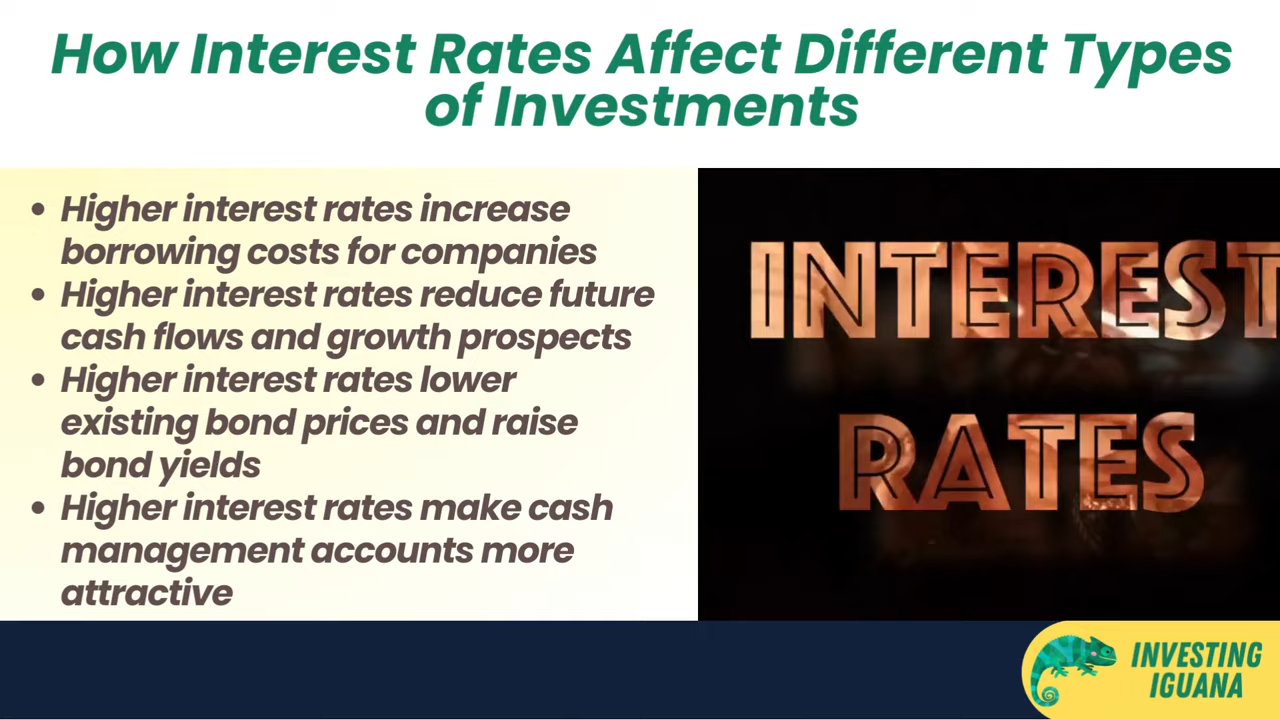 How Interest Rates Affect Different Types
of Investments
• Higher interest rates increase
borrowing costs for companies
• Higher interest rates reduce future
cash flows and growth prospects
• Higher interest rates lower
existing bond prices and raise
bond yields
• Higher interest rates make cash
management accounts more
attractive
INTEREST
RATES
INVESTING
IGUANA